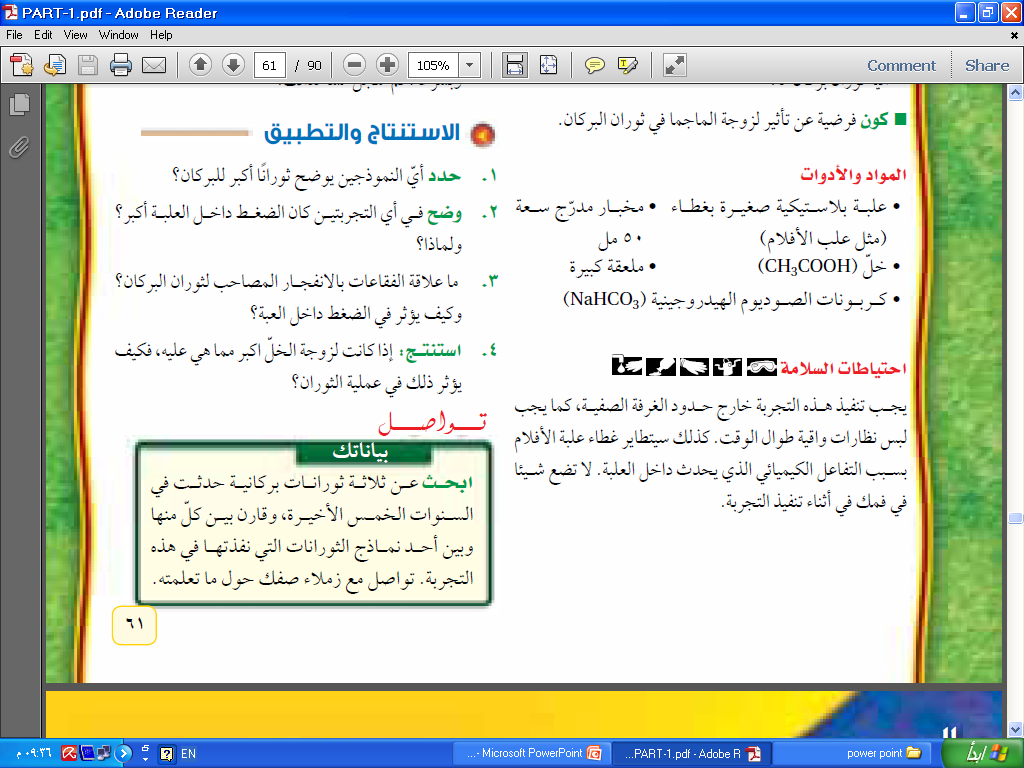 PART-1.pdf - Adobe Reader
File Edit View Window Help
61 / 90 105% Comment Share
■ كون فرضية عن تأثير لزوجة الماجما في ثوران البركان.
المواد والأدوات
• علبة بلاستيكية صغيرة بغطاء • مخبار مدرّج سعة
(مثل علب الأفلام) ٥٠ مل
• خلّ (CH₃COOH) • ملعقة كبيرة
• كربونات الصوديوم الهيدروجينية (NaHCO₃)
احتياطات السلامة
يجب تنفيذ هذه التجربة خارج حدود الغرفة الصفية، كما يجب
لبس نظارات واقية طوال الوقت. كذلك سيتطاير غطاء علبة الأفلام
بسبب التفاعل الكيميائي الذي يحدث داخل العلبة. لا تضع شيئا
في فمك في أثناء تنفيذ التجربة.
الاستنتاج والتطبيق
١. حدد أيّ النموذجين يوضح ثورانًا أكبر للبركان؟
٢. وضح في أي التجربتين كان الضغط داخل العلبة أكبر؟
ولماذا؟
٣. ما علاقة الفقاعات بالانفجار المصاحب لثوران البركان؟
وكيف يؤثر في الضغط داخل العبة؟
٤. استنتج: إذا كانت لزوجة الخلّ اكبر مما هي عليه، فكيف
يؤثر ذلك في عملية الثوران؟
تواصل
بياناتك
ابحث عن ثلاثة ثورانات بركانية حدثت في
السنوات الخمس الأخيرة، وقارن بين كلّ منها
وبين أحد نماذج الثورانات التي نفذتها في هذه
التجربة. تواصل مع زملاء صفك حول ما تعلمته.
٦١
ابدأ
power point
PART-1.pdf - Adobe R...
Microsoft PowerPoint - ...
EN
٠٩:٣٦ م